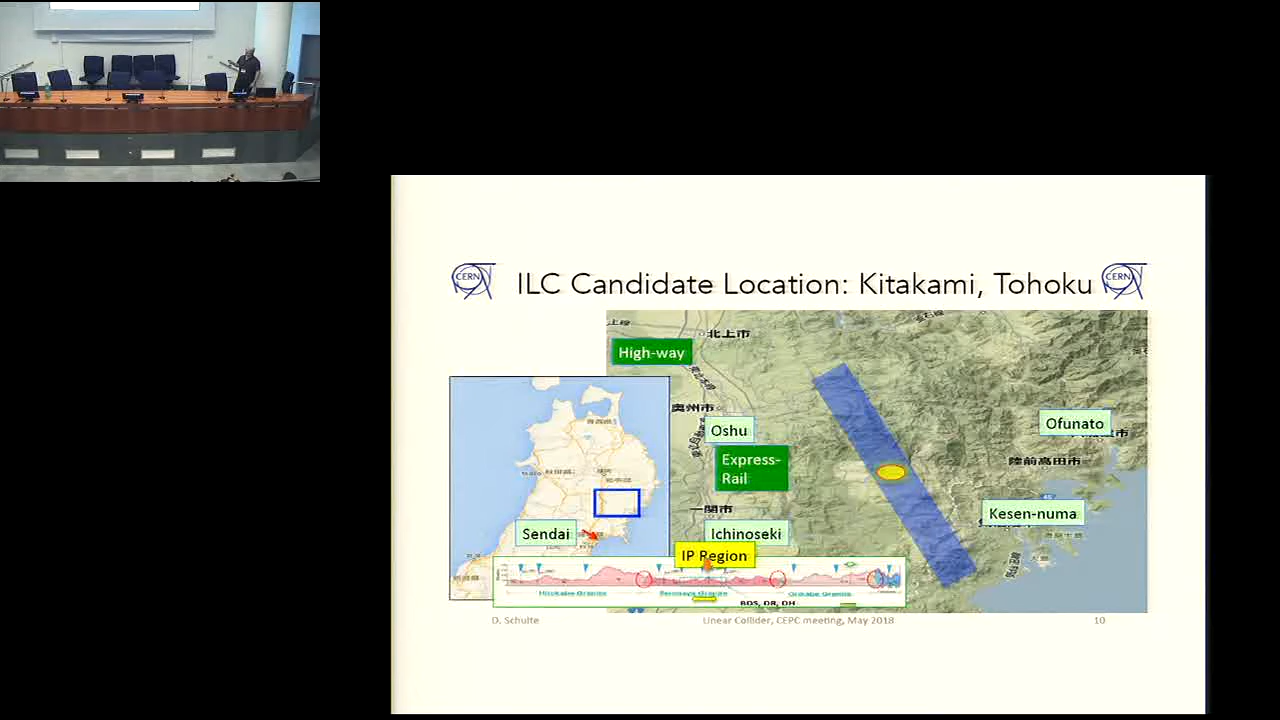 CERN
ILC Candidate Location: Kitakami, Tohoku
CERN
北上市
High-way
奥州市
Oshu
Ofunato
Express-
Rail
陸前高田市
一関市
Kesen-numa
Sendai
Ichinoseki
IP Region
Hitokabe Granite
Senmaya Granite
Orikabe Granite
BDS, DR, DH
D. Schulte
Linear Collider, CEPC meeting, May 2018
10